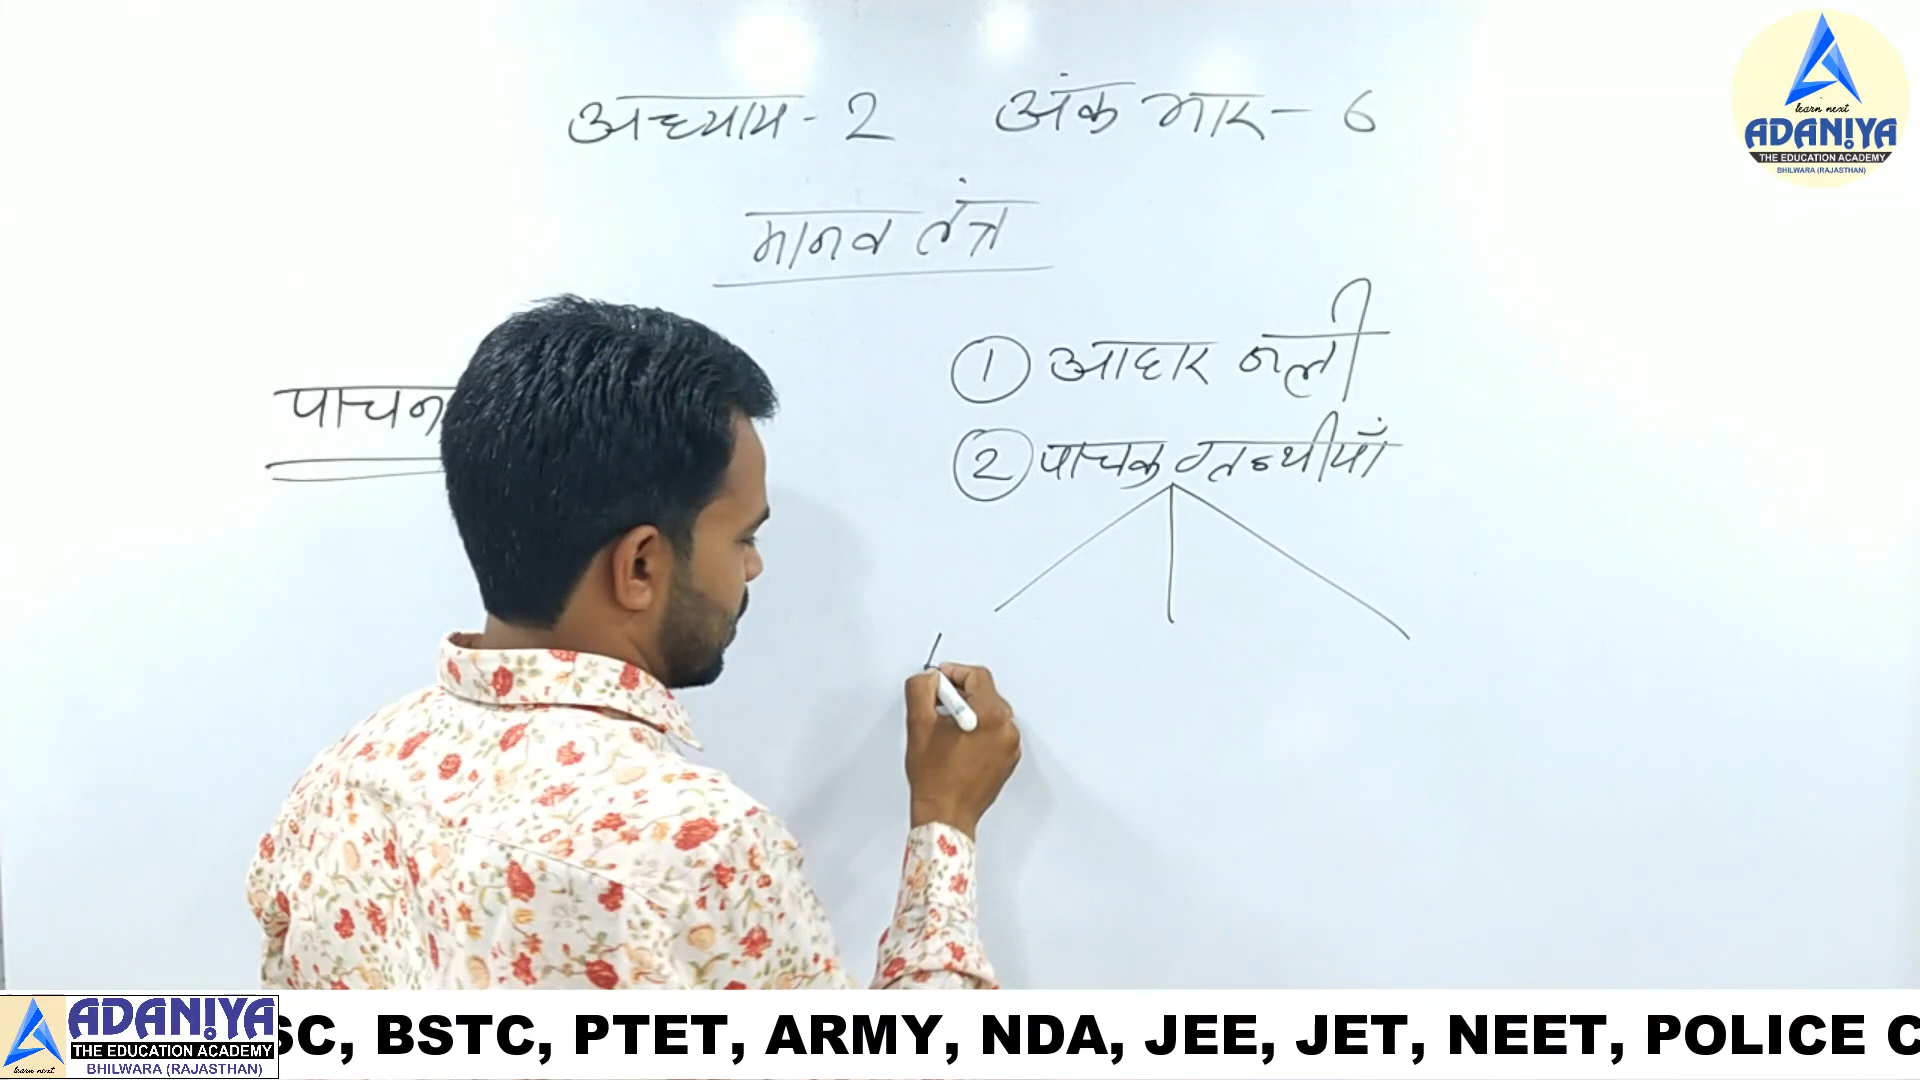 अध्याय - 2 अंक भार - 6
मानव तंत्र
① आहार नली
पाचन
② पाचक ग्रन्थीयाँ
learn next
ADANIYA
THE EDUCATION ACADEMY
BHILWARA (RAJASTHAN)
ADANIYA
THE EDUCATION ACADEMY
learn next
BHILWARA (RAJASTHAN)
SC, BSTC, PTET, ARMY, NDA, JEE, JET, NEET, POLICE C